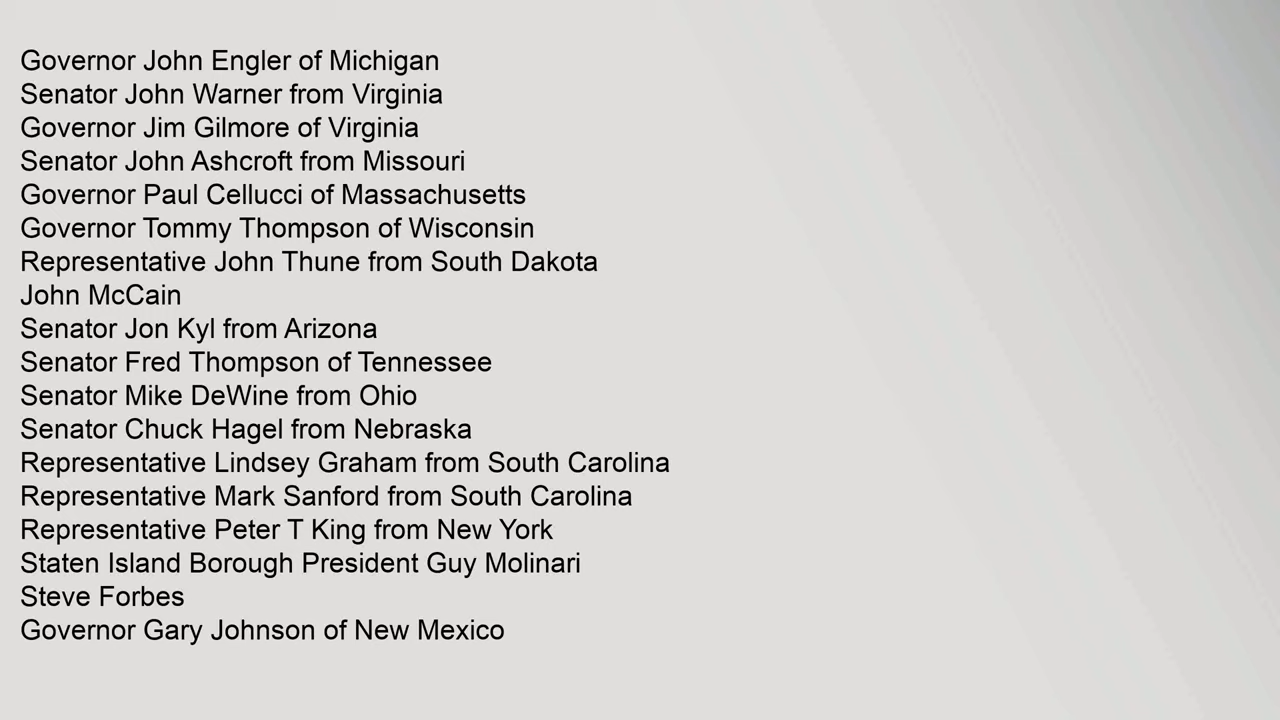 Governor John Engler of Michigan
Senator John Warner from Virginia
Governor Jim Gilmore of Virginia
Senator John Ashcroft from Missouri
Governor Paul Cellucci of Massachusetts
Governor Tommy Thompson of Wisconsin
Representative John Thune from South Dakota
John McCain
Senator Jon Kyl from Arizona
Senator Fred Thompson of Tennessee
Senator Mike DeWine from Ohio
Senator Chuck Hagel from Nebraska
Representative Lindsey Graham from South Carolina
Representative Mark Sanford from South Carolina
Representative Peter T King from New York
Staten Island Borough President Guy Molinari
Steve Forbes
Governor Gary Johnson of New Mexico